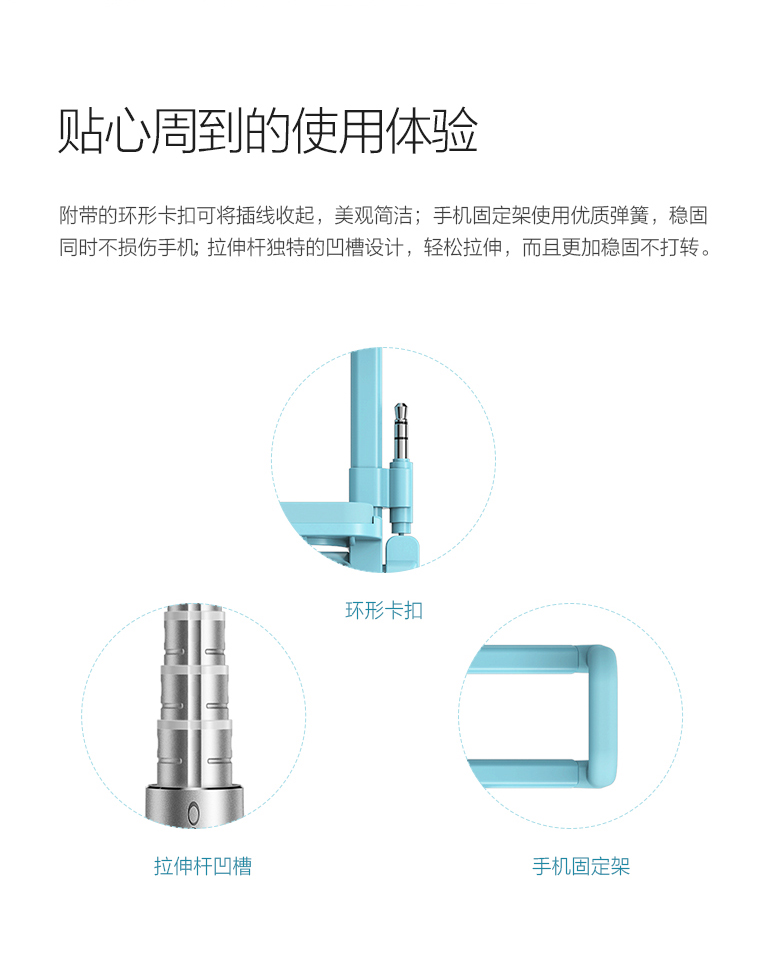 贴心周到的使用体验
附带的环形卡扣可将插线收起，美观简洁；手机固定架使用优质弹簧，稳固
同时不损伤手机；拉伸杆独特的凹槽设计，轻松拉伸，而且更加稳固不打转。
环形卡扣
拉伸杆凹槽
手机固定架